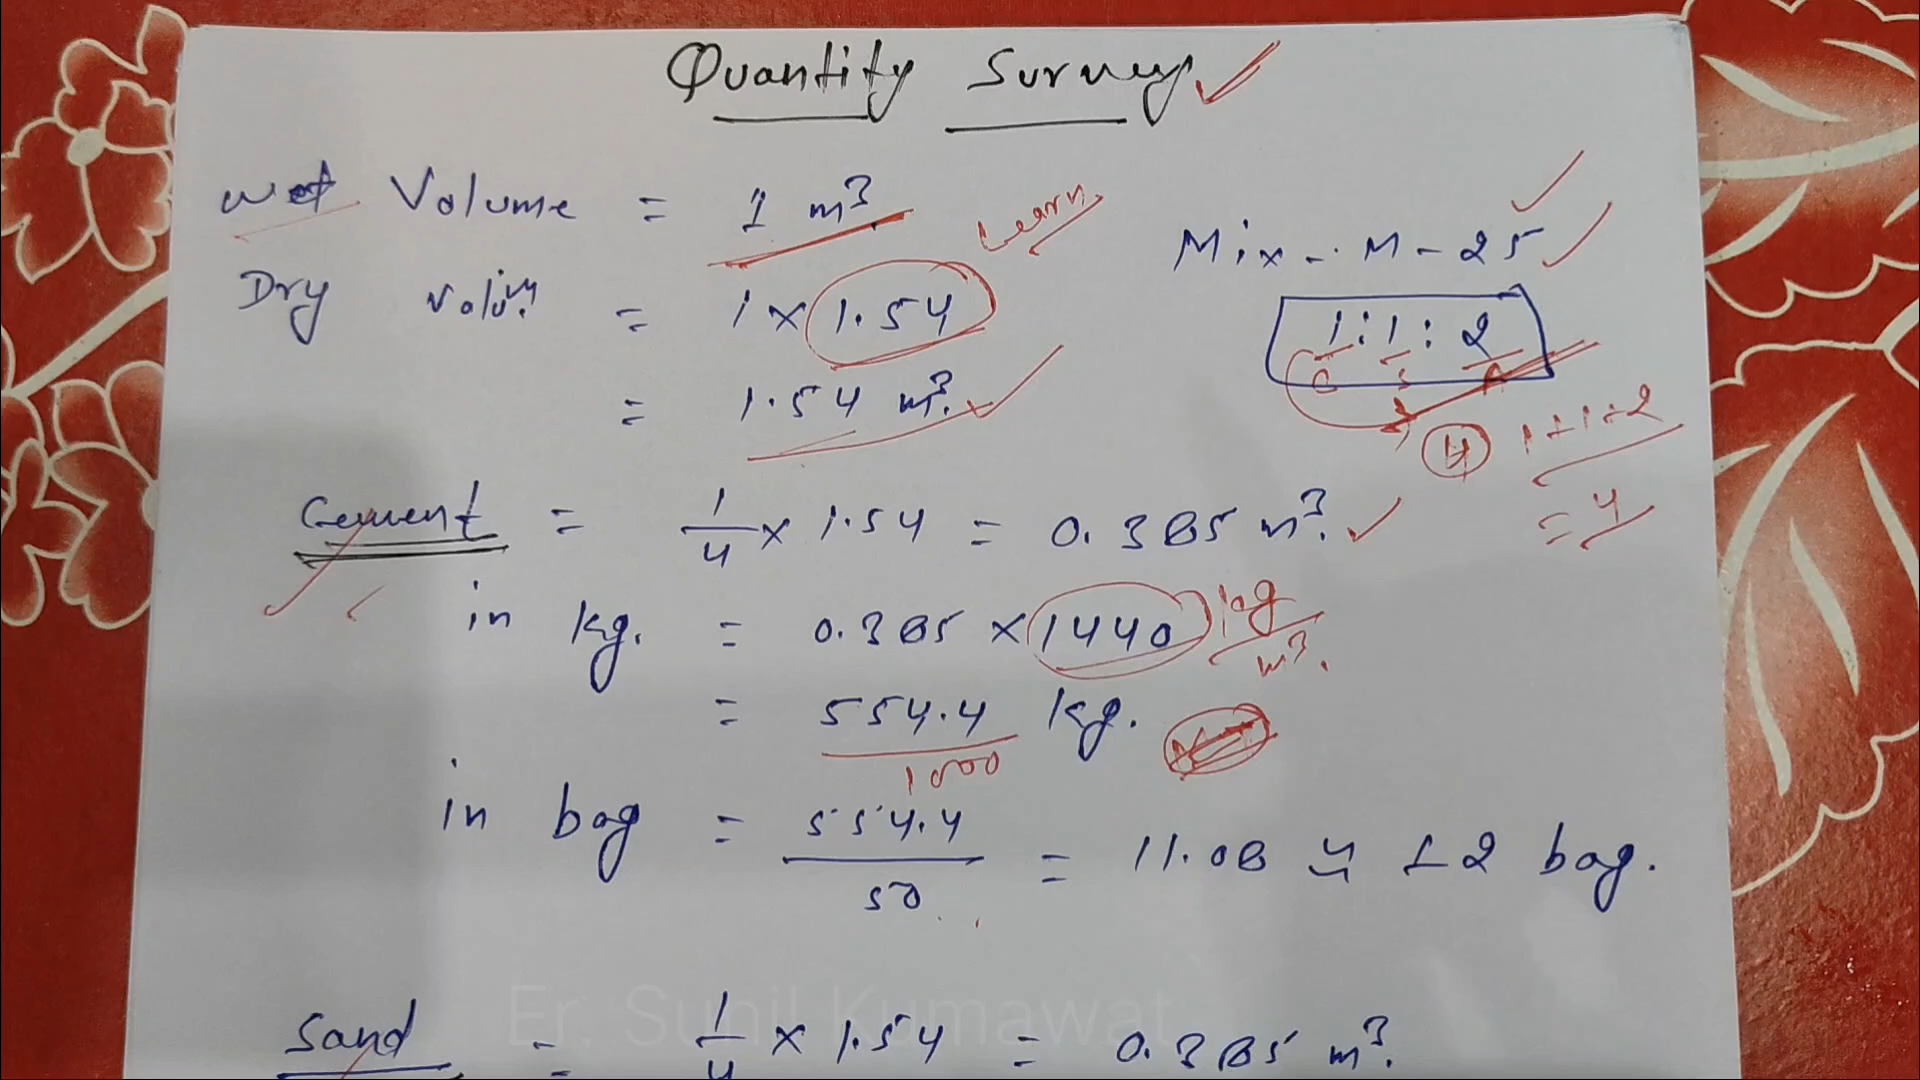 Quantity Survey
Wet Volume = 1 m³
Learn
Mix - M - 25
Dry = 1 × 1.54
1 : 1 : 2
C S A
= 1.54 m³.
4 1+1+2
= 4
Cement = 1/4 × 1.54 = 0.385 m³.
in kg. = 0.385 × 1440 kg/m³.
= 554.4 kg.
1000
in bag = 554.4/50 = 11.08 ≃ 12 bag.
Er. Sunil Kumawat
Sand = 1/4 × 1.54 = 0.385 m³.